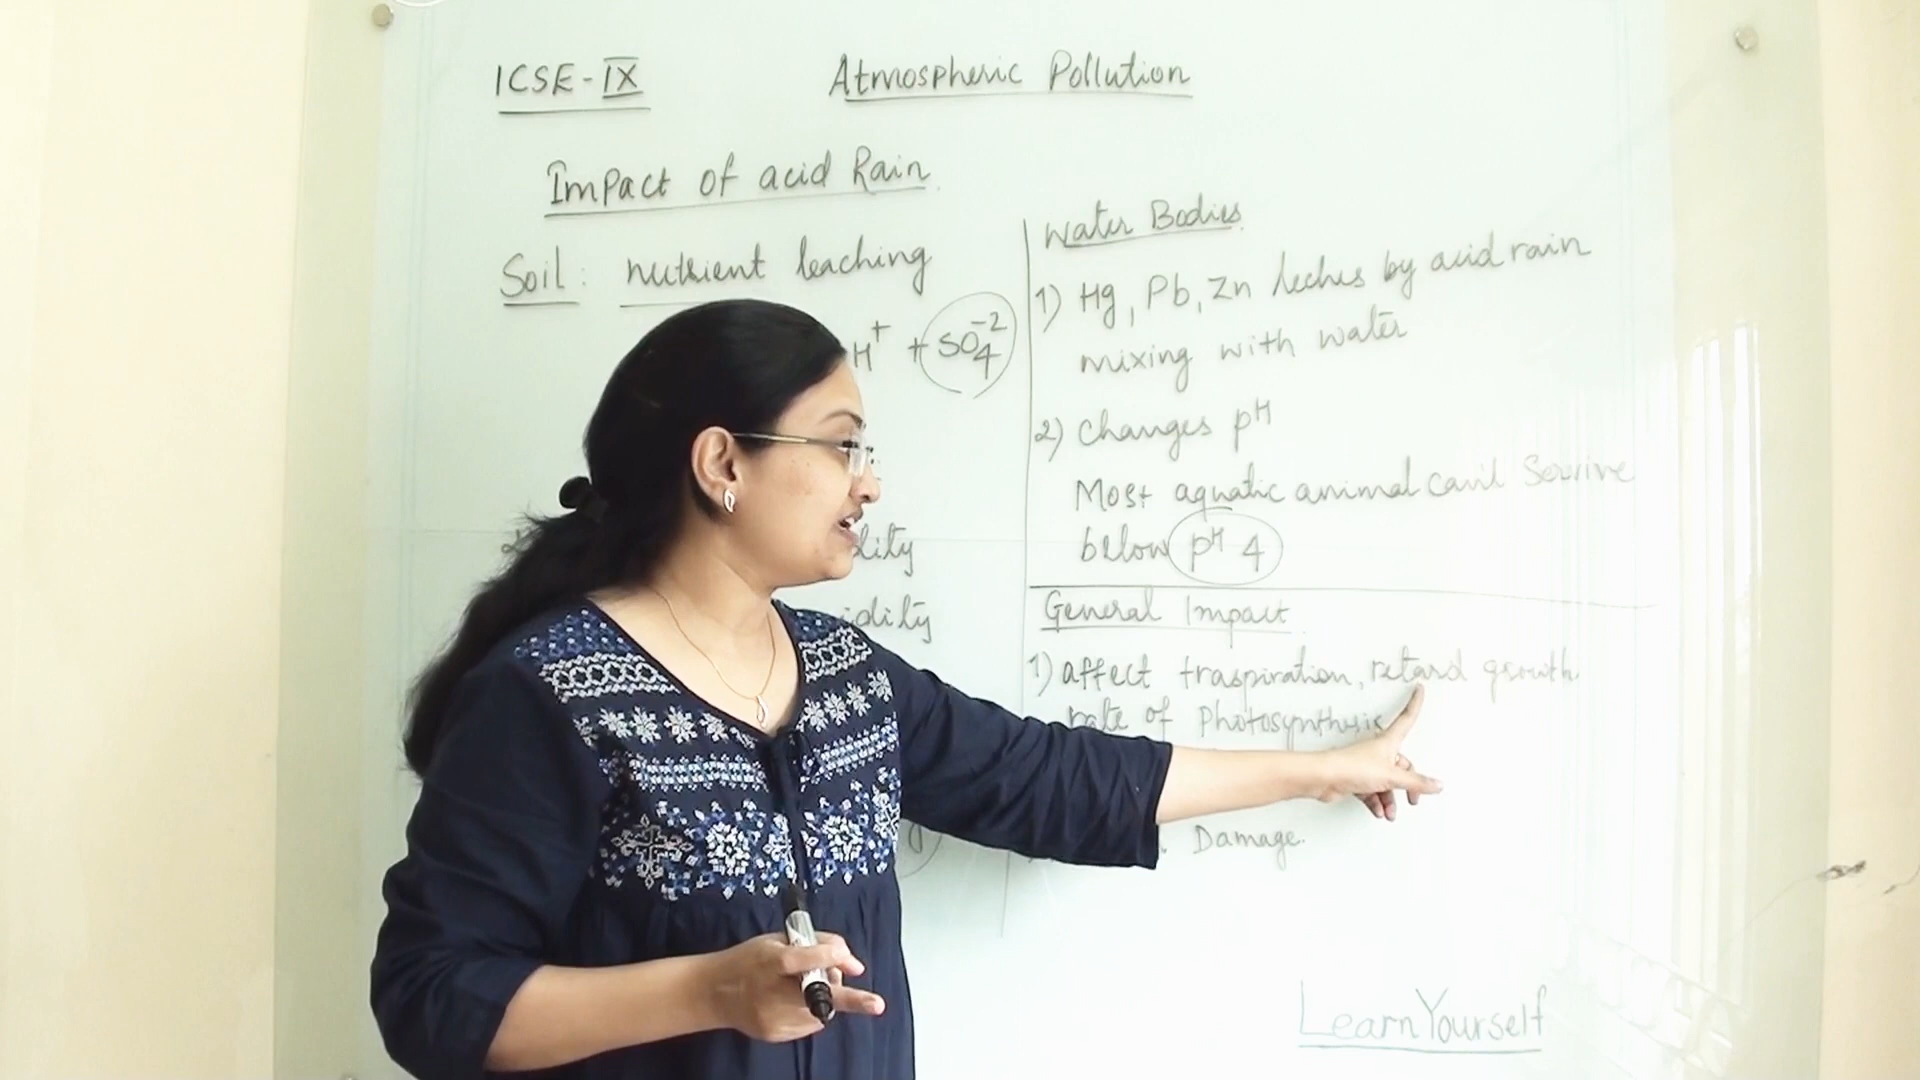 ICSE-IX
Atmospheric Pollution
Impact of acid Rain
Soil: nutrient leaching
H+ + SO4-2
Water Bodies
1) Hg, Pb, Zn leches by acid rain
mixing with water
2) Changes pH
Most aquatic animal can't Servive
below pH 4
General Impact
1) affect traspiration, retard growth
rate of Photosynthesis
Damage.
LearnYourself